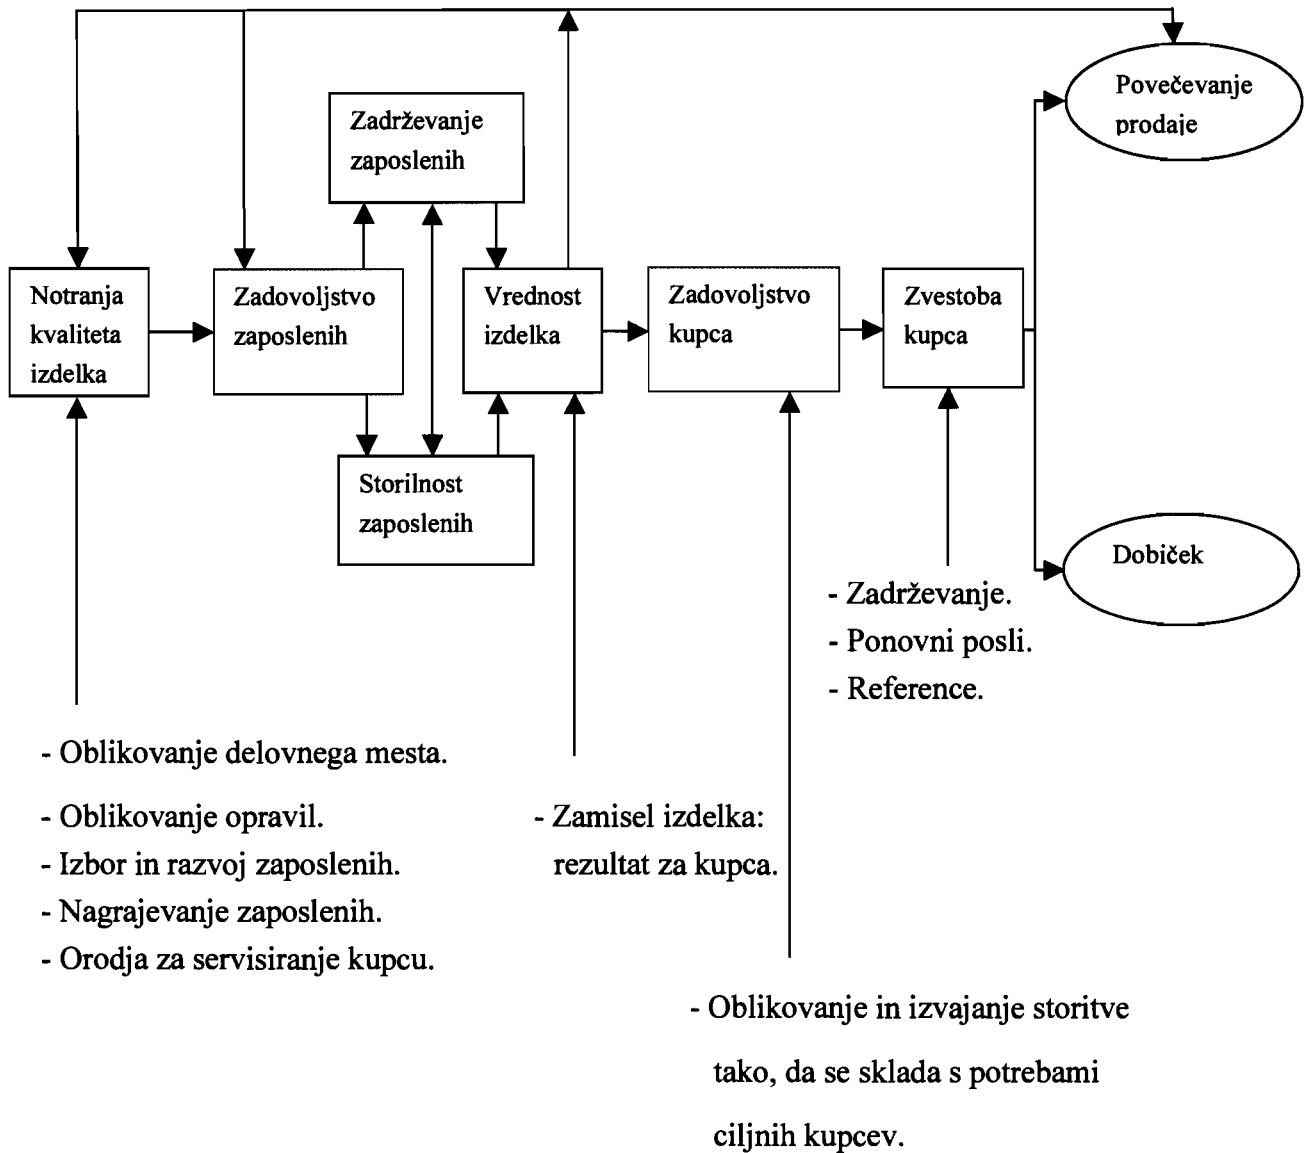 Povečevanje
prodaje
Zadrževanje
zaposlenih
Notranja
kvaliteta
izdelka
Zadovoljstvo
zaposlenih
Vrednost
izdelka
Zadovoljstvo
kupca
Zvestoba
kupca
Storilnost
zaposlenih
Dobiček
- Zadrževanje.
- Ponovni posli.
- Reference.
- Oblikovanje delovnega mesta.
- Oblikovanje opravil.
- Izbor in razvoj zaposlenih.
- Nagrajevanje zaposlenih.
- Orodja za servisiranje kupcu.
- Zamisel izdelka:
rezultat za kupca.
- Oblikovanje in izvajanje storitve
tako, da se sklada s potrebami
ciljnih kupcev.